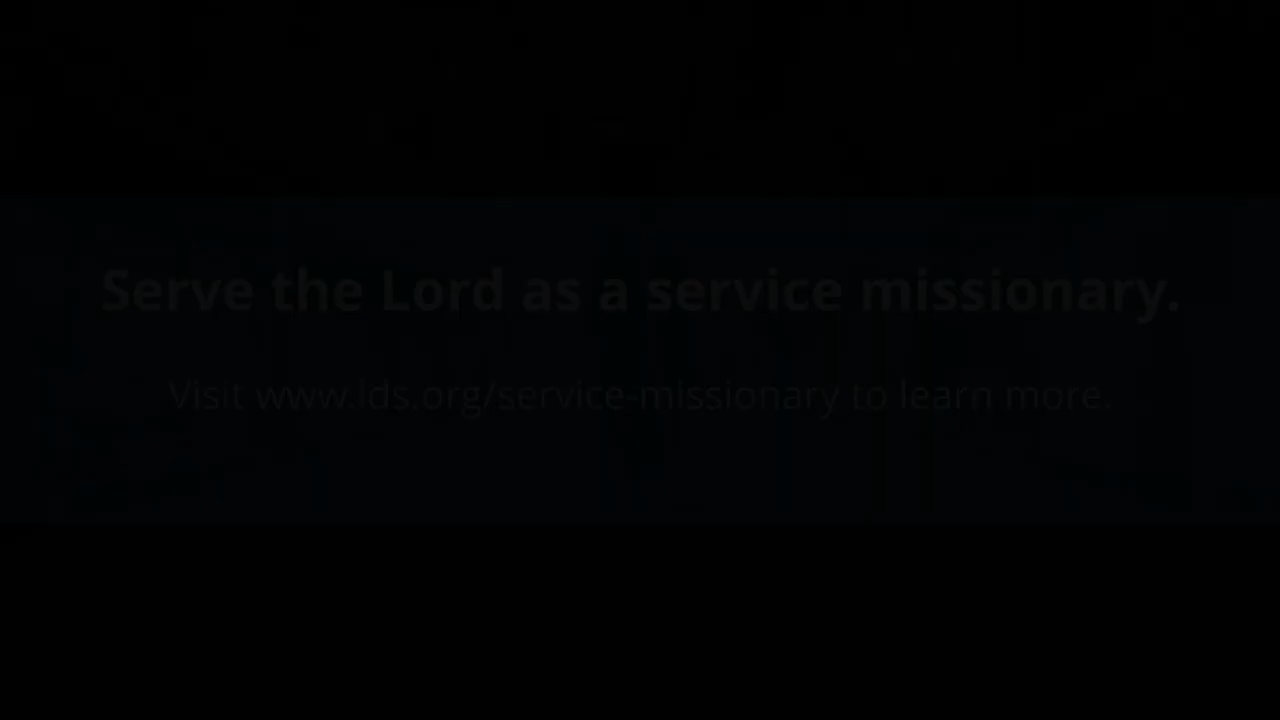 Serve the Lord as a service missionary.
Visit www.lds.org/service-missionary to learn more.